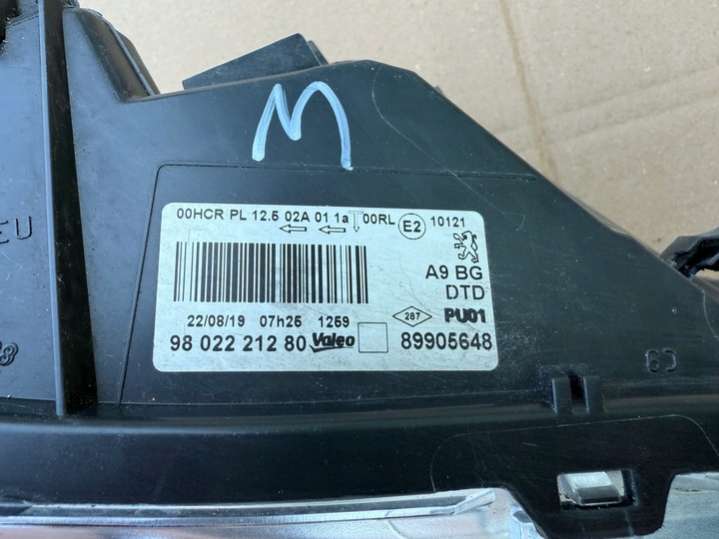 M
00HCR PL 12.5 02A 01 1a 00RL E2 10121
A9 BG
DTD
22/08/19 07h25 1259
287 PU01
98 022 212 80 Valeo 89905648
EU